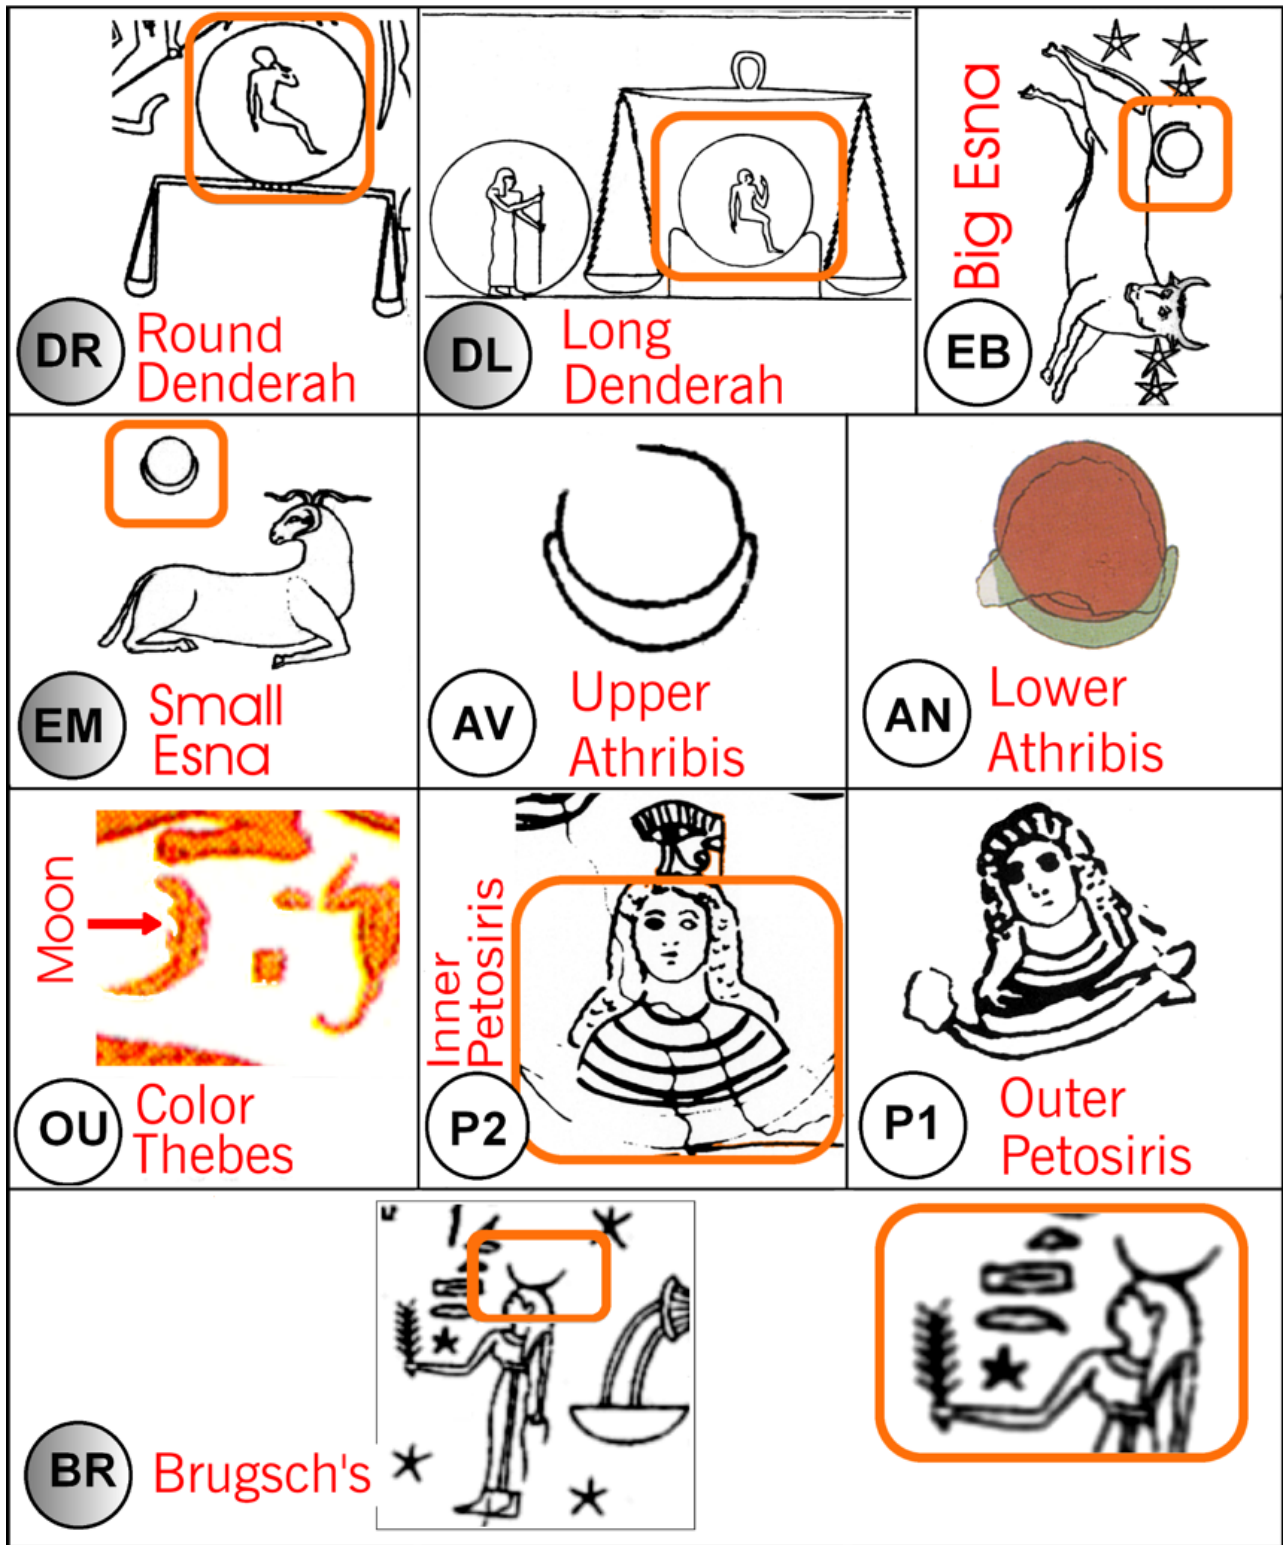 DR
Round
Denderah
DL
Long
Denderah
Big Esna
EB
EM
Small
Esna
AV
Upper
Athribis
AN
Lower
Athribis
Moon
OU
Color
Thebes
Inner
Petosiris
P2
P1
Outer
Petosiris
BR
Brugsch's